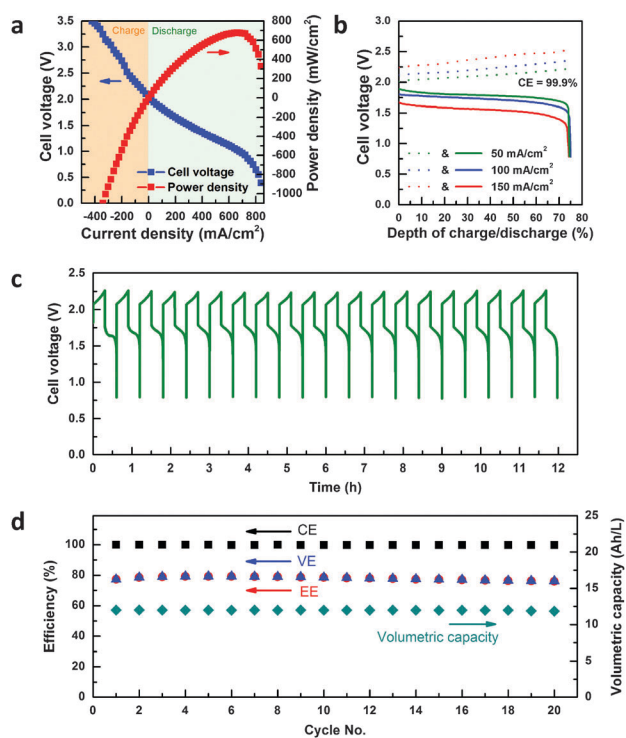 a
Charge
Discharge
3.5
3.0
2.5
2.0
1.5
1.0
0.5
0.0
Cell voltage (V)
800
600
400
200
0
-200
-400
-600
-800
-1000
Power density (mW/cm²)
Cell voltage
Power density
-400 -200 0 200 400 600 800
Current density (mA/cm²)
b
3.0
2.5
2.0
1.5
1.0
0.5
0.0
Cell voltage (V)
CE = 99.9%
& 50 mA/cm²
& 100 mA/cm²
& 150 mA/cm²
0 10 20 30 40 50 60 70 80
Depth of charge/discharge (%)
c
2.5
2.0
1.5
1.0
0.5
0.0
Cell voltage (V)
0 1 2 3 4 5 6 7 8 9 10 11 12
Time (h)
d
100
80
60
40
20
0
Efficiency (%)
CE
VE
EE
Volumetric capacity
25
20
15
10
5
0
Volumetric capacity (Ah/L)
0 2 4 6 8 10 12 14 16 18 20
Cycle No.